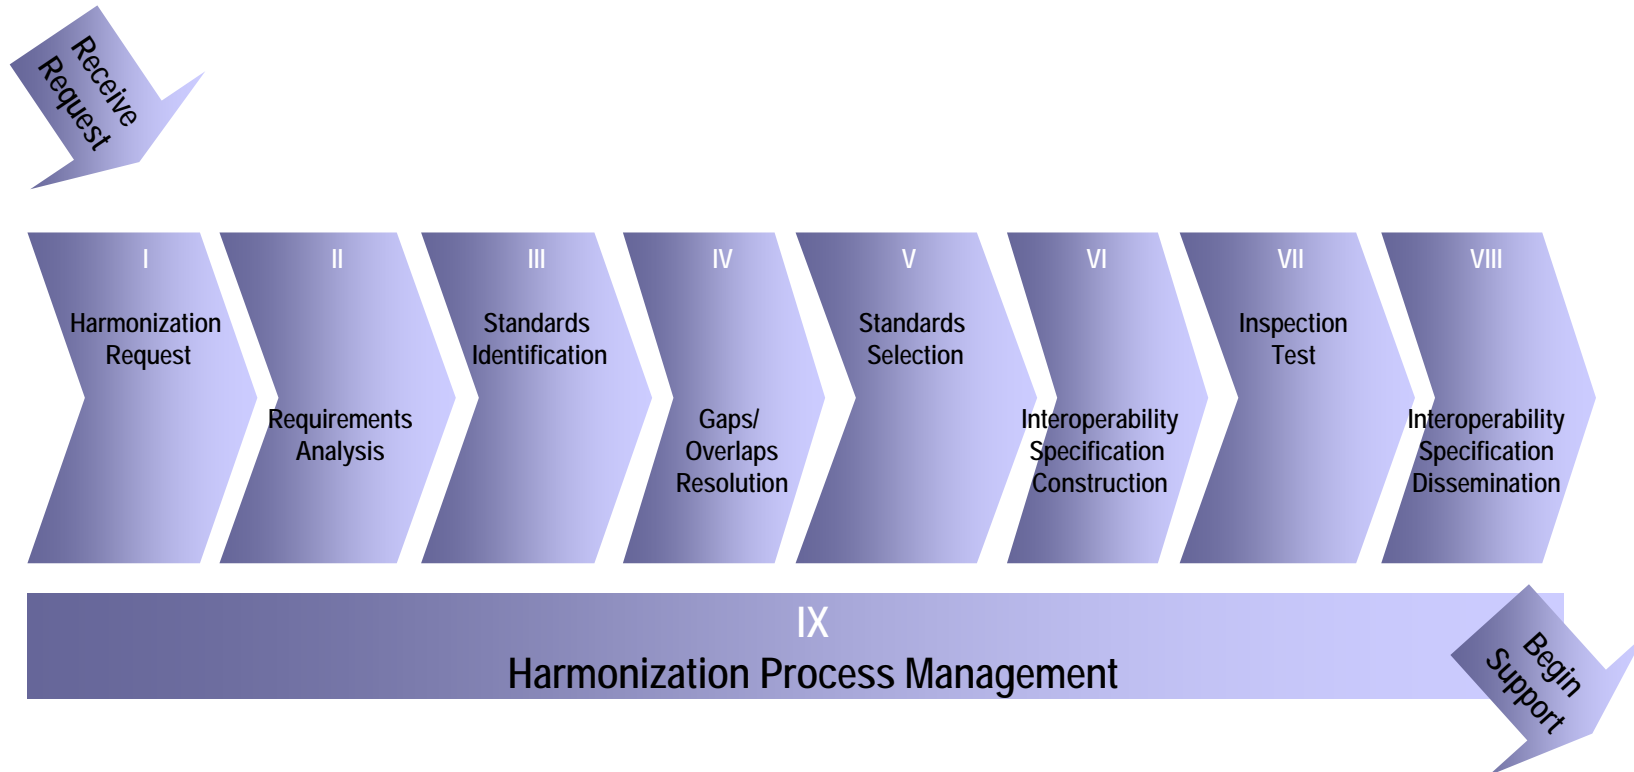 Receive
Request
I
Harmonization
Request
II
Requirements
Analysis
III
Standards
Identification
IV
Gaps/
Overlaps
Resolution
V
Standards
Selection
VI
Interoperability
Specification
Construction
VII
Inspection
Test
VIII
Interoperability
Specification
Dissemination
IX
Harmonization Process Management
Begin
Support